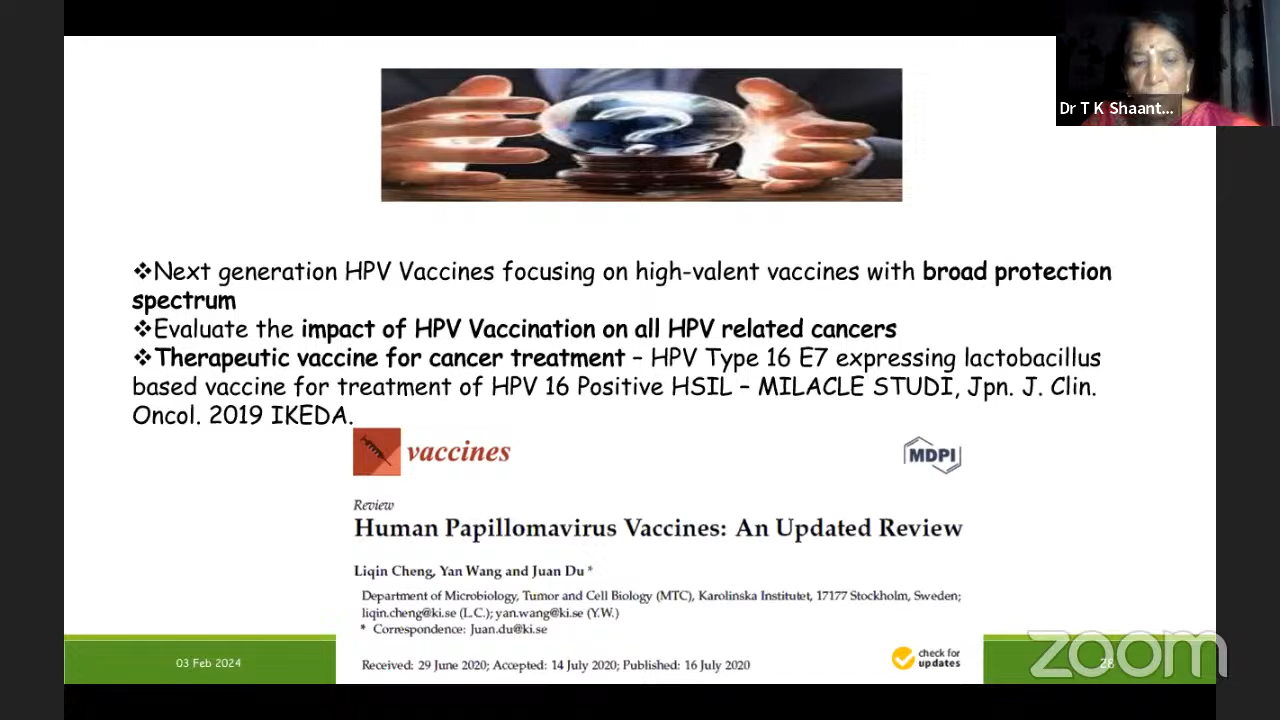 Dr T K Shaant...
❖Next generation HPV Vaccines focusing on high-valent vaccines with broad protection
spectrum
❖Evaluate the impact of HPV Vaccination on all HPV related cancers
❖Therapeutic vaccine for cancer treatment – HPV Type 16 E7 expressing lactobacillus
based vaccine for treatment of HPV 16 Positive HSIL – MILACLE STUDI, Jpn. J. Clin.
Oncol. 2019 IKEDA.
vaccines
MDPI
Review
Human Papillomavirus Vaccines: An Updated Review
Liqin Cheng, Yan Wang and Juan Du *
Department of Microbiology, Tumor and Cell Biology (MTC), Karolinska Institutet, 17177 Stockholm, Sweden;
liqin.cheng@ki.se (L.C.); yan.wang@ki.se (Y.W.)
* Correspondence: Juan.du@ki.se
Received: 29 June 2020; Accepted: 14 July 2020; Published: 16 July 2020
check for
updates
03 Feb 2024
28
zoom